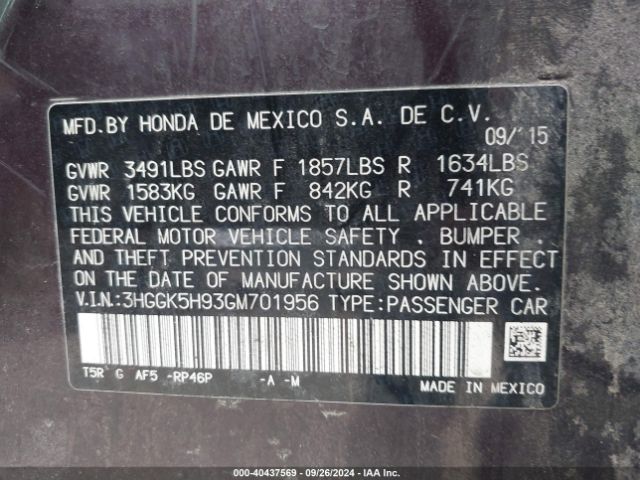 MFD.BY HONDA DE MEXICO S.A. DE C.V.
09/15
GVWR 3491LBS GAWR F 1857LBS R 1634LBS
GVWR 1583KG GAWR F 842KG R 741KG
THIS VEHICLE CONFORMS TO ALL APPLICABLE
FEDERAL MOTOR VEHICLE SAFETY . BUMPER .
AND THEFT PREVENTION STANDARDS IN EFFECT
ON THE DATE OF MANUFACTURE SHOWN ABOVE.
V.I.N.:3HGGK5H93GM701956 TYPE:PASSENGER CAR
T5R G AF5 -RP46P -A -M
MADE IN MEXICO
000-40437569 - 09/26/2024 - IAA Inc.